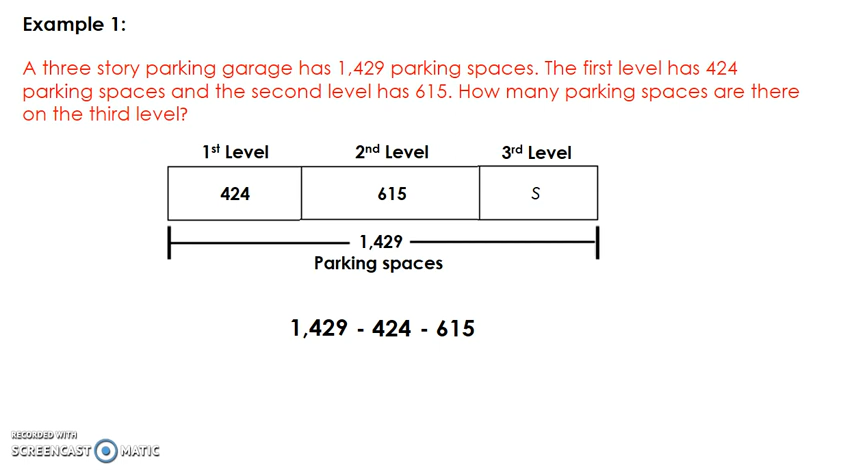 Example 1:
A three story parking garage has 1,429 parking spaces. The first level has 424
parking spaces and the second level has 615. How many parking spaces are there
on the third level?
1st Level 2nd Level 3rd Level
424 615 S
1,429
Parking spaces
1,429 - 424 - 615
RECORDED WITH
SCREENCAST MATIC